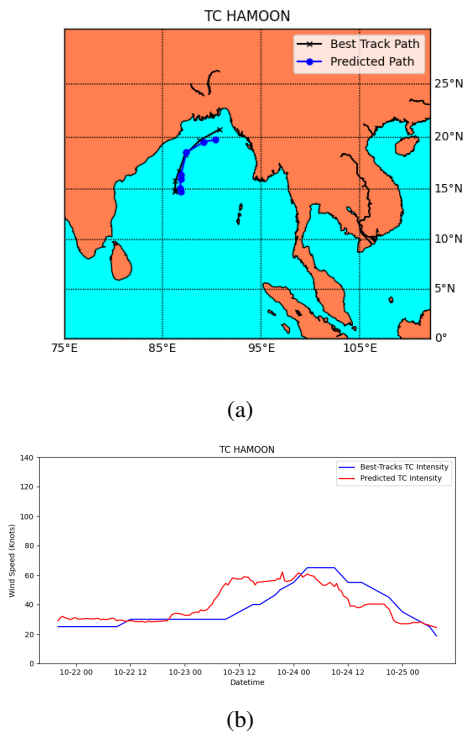 TC HAMOON
Best Track Path
Predicted Path
25°N
20°N
15°N
10°N
5°N
0°
75°E 85°E 95°E 105°E
(a)
TC HAMOON
Best-Tracks TC Intensity
Predicted TC Intensity
140
120
100
80
60
40
20
0
Wind Speed (Knots)
10-22 00 10-22 12 10-23 00 10-23 12 10-24 00 10-24 12 10-25 00
Datetime
(b)